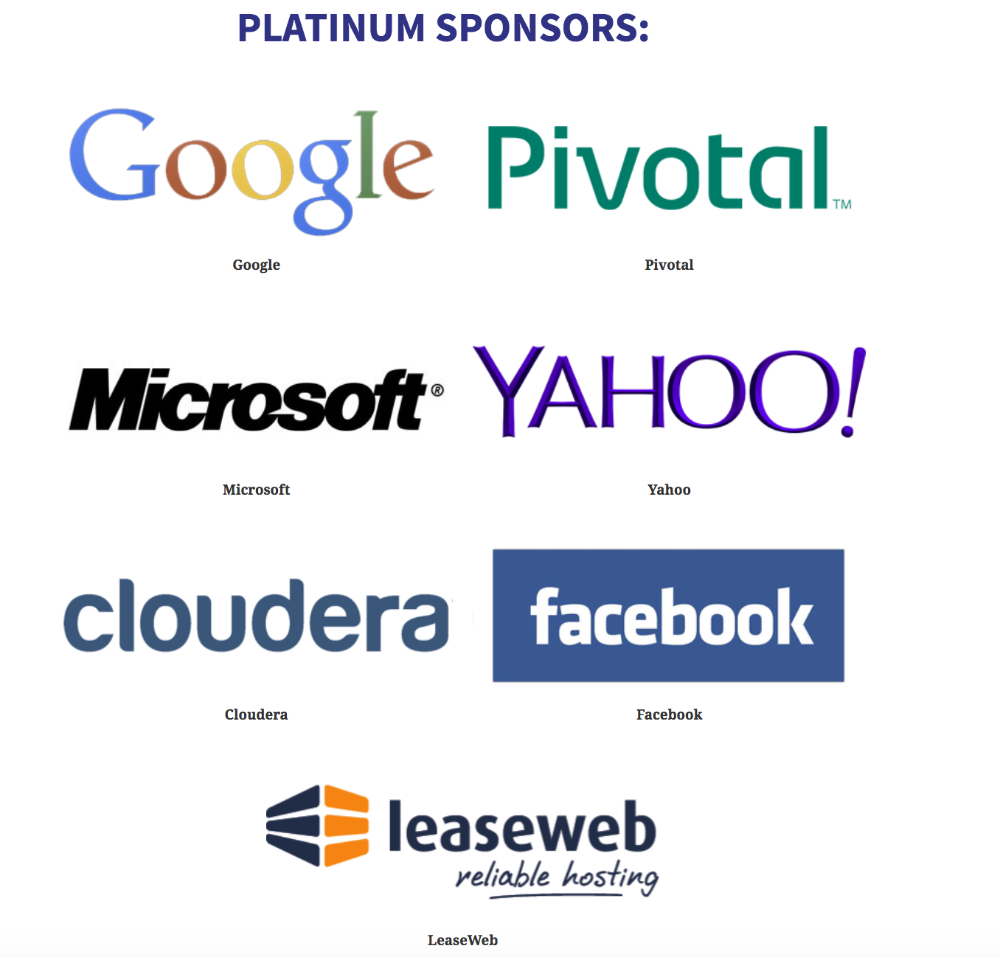 PLATINUM SPONSORS:
Google
Pivotal™
Google
Pivotal
Microsoft®
YAHOO!
Microsoft
Yahoo
cloudera
facebook
Cloudera
Facebook
leaseweb
reliable hosting
LeaseWeb